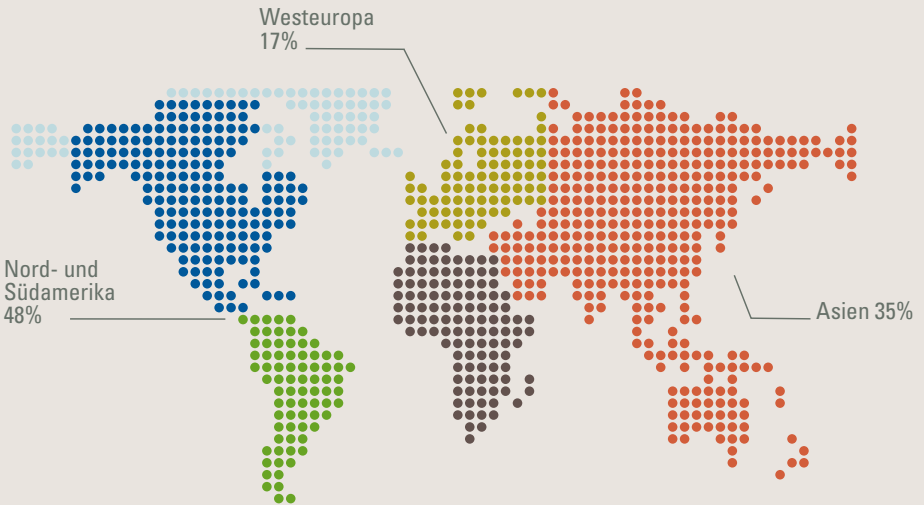 Westeuropa
17%
Nord- und
Südamerika
48%
Asien 35%